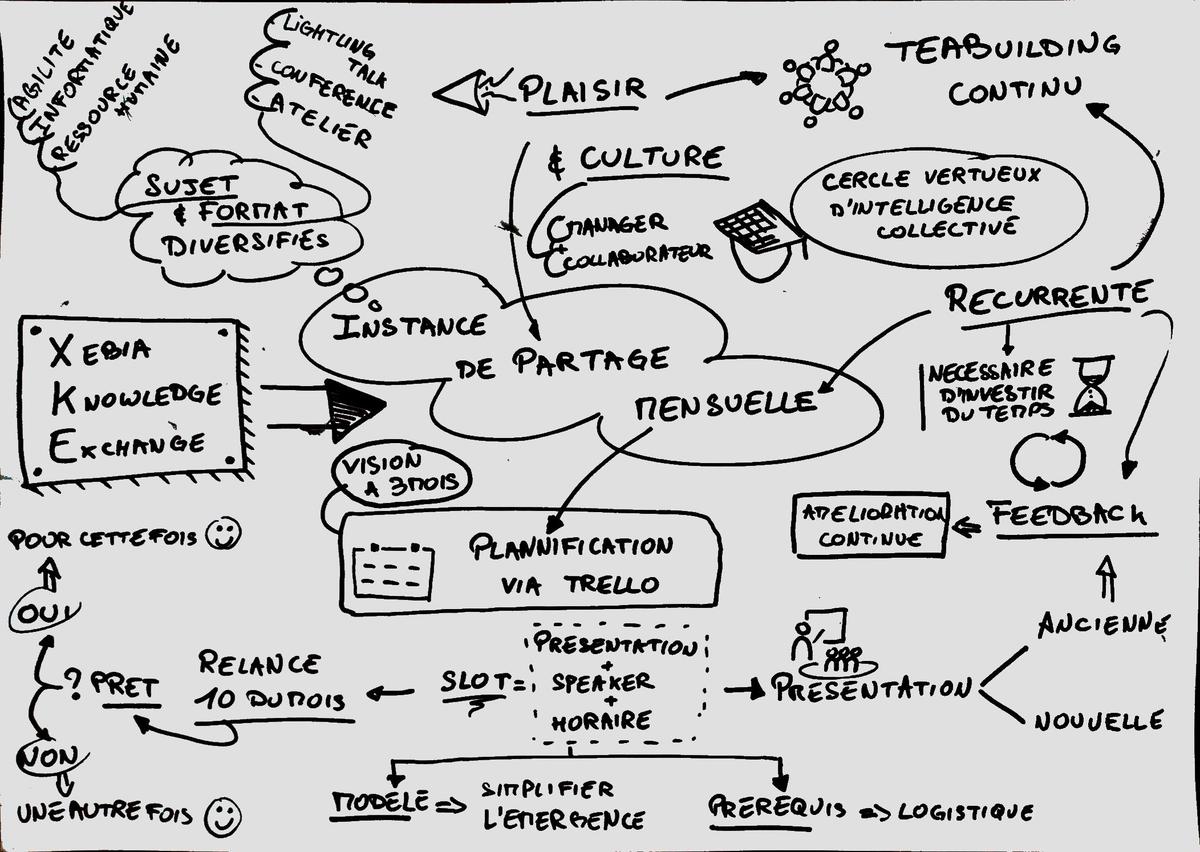 AGILITE
INFORMATIQUE
RESSOURCE
HUMAINE
LIGHTLING
TALK
CONFERENCE
ATELIER
SUJET
& FORMAT
DIVERSIFIÉS
PLAISIR
& CULTURE
MANAGER
+
COLLABORATEUR
TEABUILDING
CONTINU
CERCLE VERTUEUX
D'INTELLIGENCE
COLLECTIVE
XEBIA
KNOWLEDGE
EXCHANGE
INSTANCE
DE PARTAGE
MENSUELLE
RECURRENTE
NECESSAIRE
D'INVESTIR
DU TEMPS
FEEDBACK
AMELIORATION
CONTINUE
VISION
A 3 MOIS
PLANNIFICATION
VIA TRELLO
POUR CETTE FOIS
OUI
? PRET
NON
UNE AUTRE FOIS
RELANCE
10 DU MOIS
SLOT =
PRESENTATION
+
SPEAKER
+
HORAIRE
PRESENTATION
ANCIENNE
NOUVELLE
MODELE => SIMPLIFIER
L'EMERGENCE
PREREQUIS => LOGISTIQUE